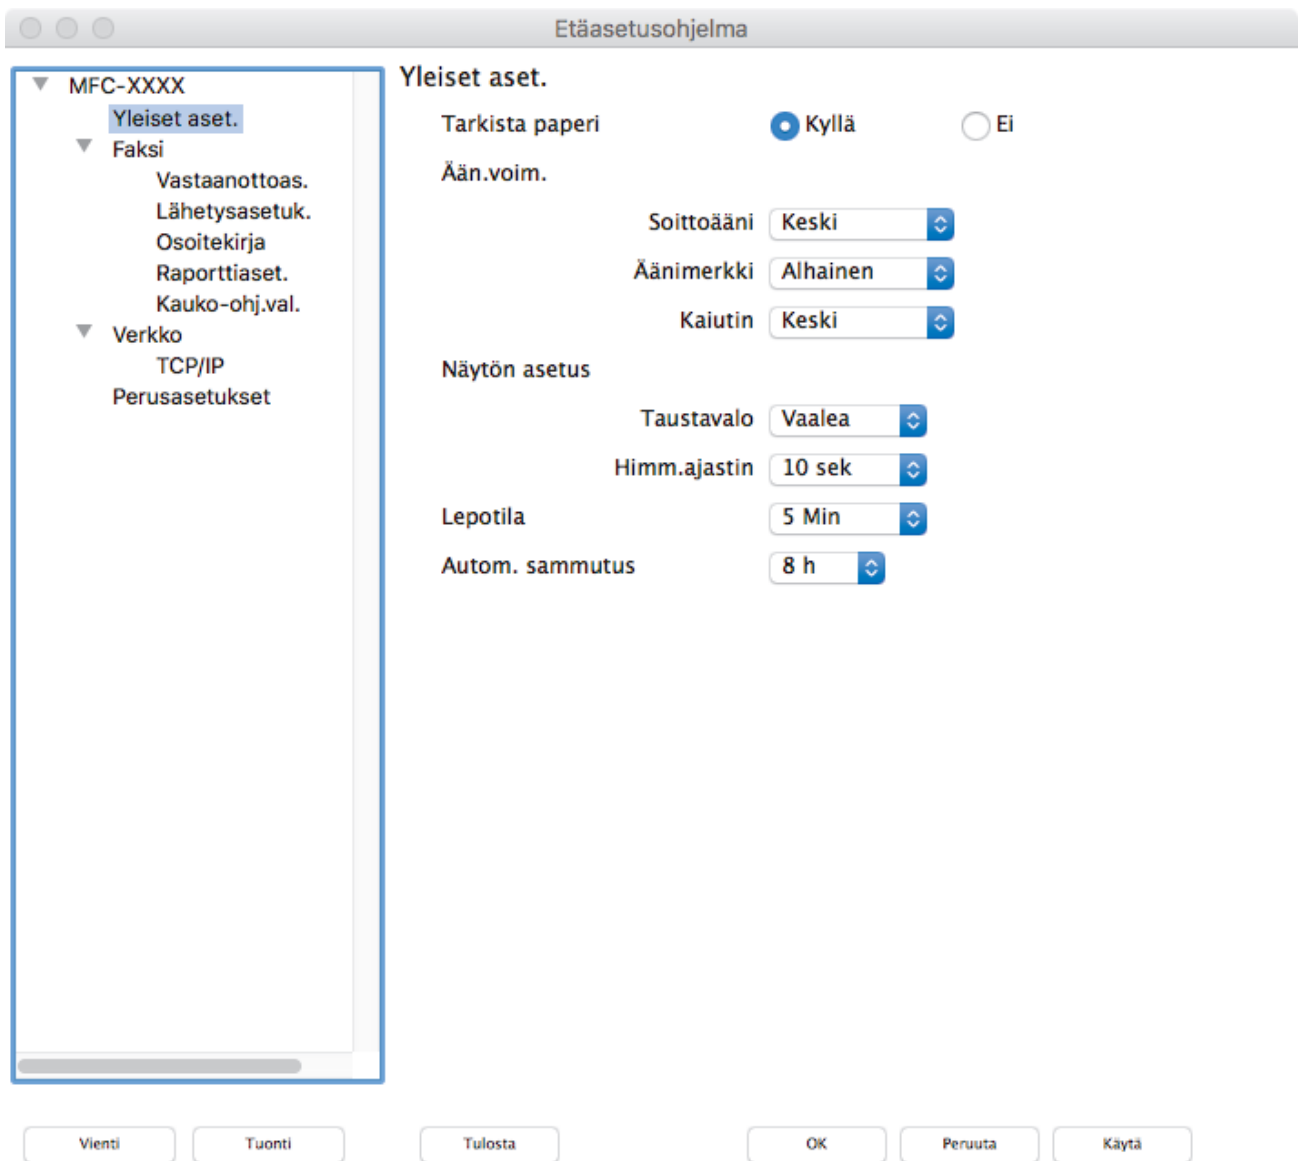 Etäasetusohjelma
MFC-XXXX
Yleiset aset.
Faksi
Vastaanottoas.
Lähetysasetuk.
Osoitekirja
Raporttiaset.
Kauko-ohj.val.
Verkko
TCP/IP
Perusasetukset
Yleiset aset.
Tarkista paperi Kyllä Ei
Ään.voim.
Soittoääni Keski
Äänimerkki Alhainen
Kaiutin Keski
Näytön asetus
Taustavalo Vaalea
Himm.ajastin 10 sek
Lepotila 5 Min
Autom. sammutus 8 h
Vienti Tuonti Tulosta OK Peruuta Käytä